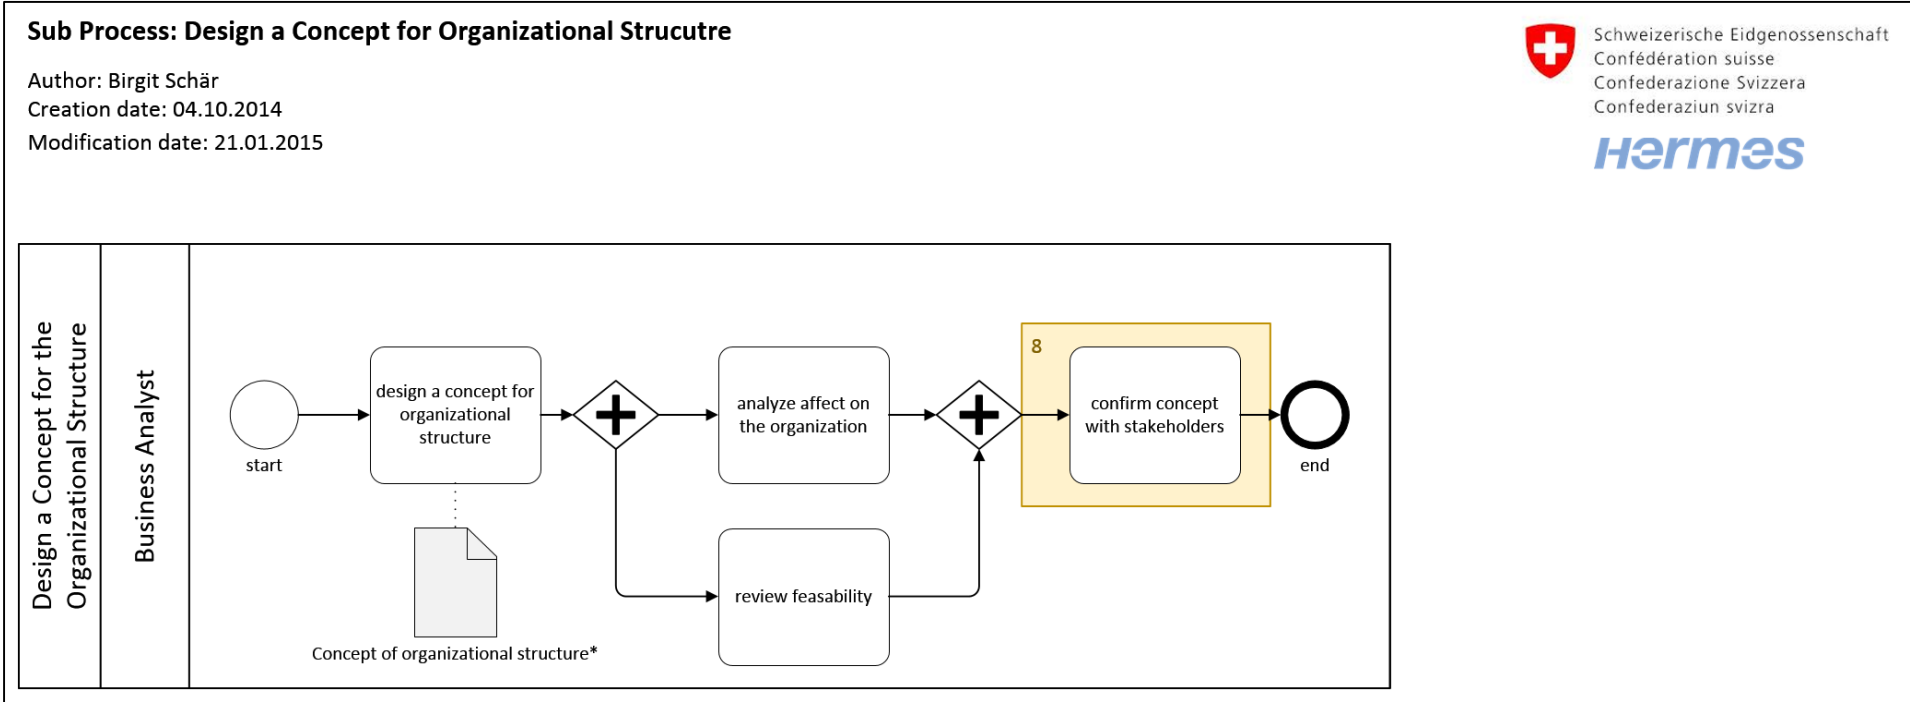 Sub Process: Design a Concept for Organizational Strucutre
Author: Birgit Schär
Creation date: 04.10.2014
Modification date: 21.01.2015
Schweizerische Eidgenossenschaft
Confédération suisse
Confederazione Svizzera
Confederaziun svizra
Hermes
Design a Concept for the
Organizational Structure
Business Analyst
start
design a concept for
organizational
structure
Concept of organizational structure*
analyze affect on
the organization
review feasability
8
confirm concept
with stakeholders
end